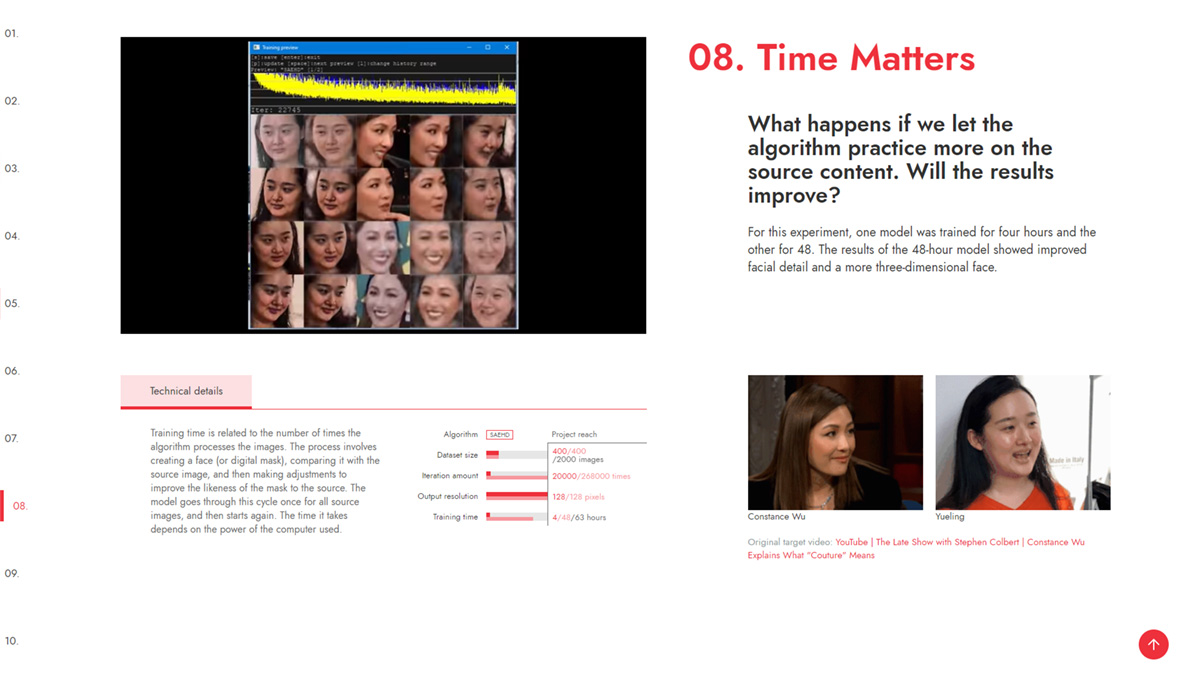 01.
02.
03.
04.
05.
06.
07.
08.
09.
10.
Training preview
[s]:save [enter]:exit
[p]:update [space]:next preview [l]:change history range
Preview: "SAEHD" [1/2]
Iter: 22745
08. Time Matters
What happens if we let the
algorithm practice more on the
source content. Will the results
improve?
For this experiment, one model was trained for four hours and the
other for 48. The results of the 48-hour model showed improved
facial detail and a more three-dimensional face.
Technical details
Training time is related to the number of times the
algorithm processes the images. The process involves
creating a face (or digital mask), comparing it with the
source image, and then making adjustments to
improve the likeness of the mask to the source. The
model goes through this cycle once for all source
images, and then starts again. The time it takes
depends on the power of the computer used.
Algorithm SAEHD Project reach
Dataset size 400/400
/2000 images
Iteration amount 20000/268000 times
Output resolution 128/128 pixels
Training time 4/48/63 hours
Made in Italy
Constance Wu
Yueling
Original target video: YouTube | The Late Show with Stephen Colbert | Constance Wu
Explains What "Couture" Means